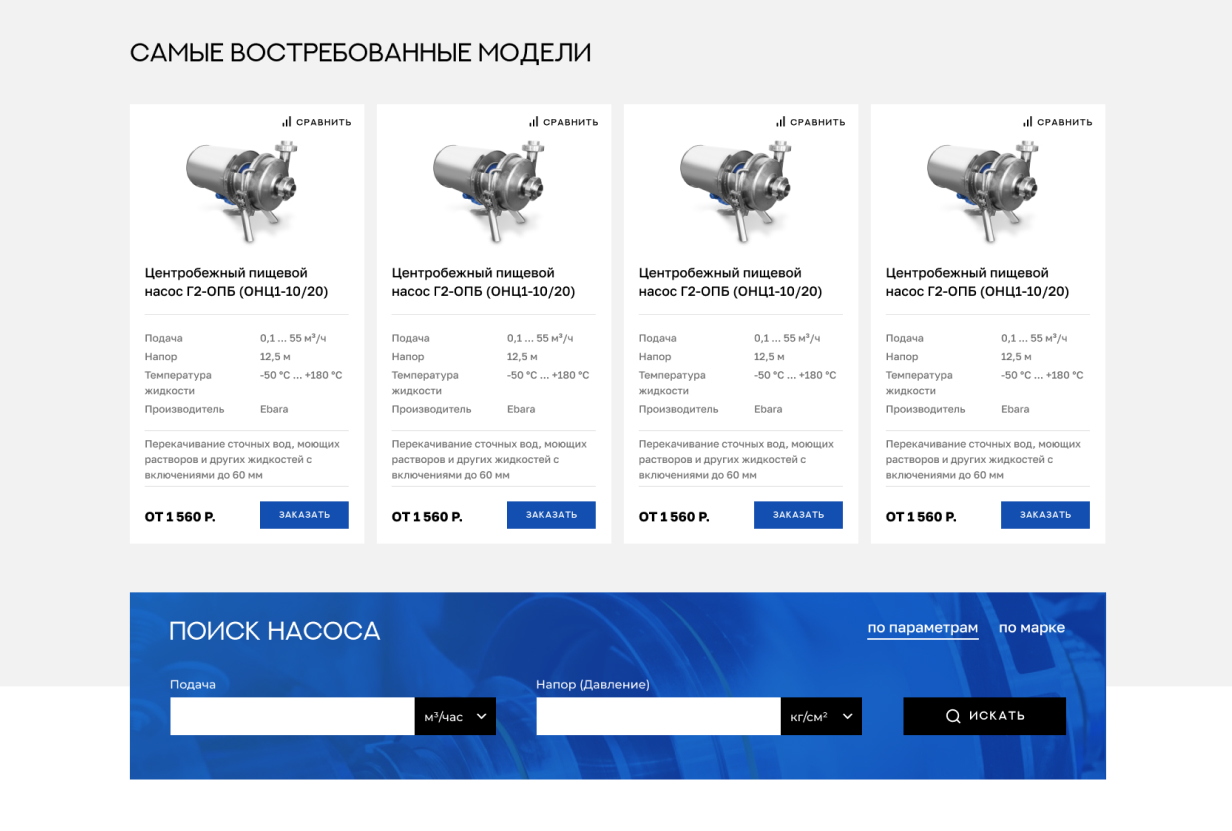 САМЫЕ ВОСТРЕБОВАННЫЕ МОДЕЛИ
СРАВНИТЬ
Центробежный пищевой
насос Г2-ОПБ (ОНЦ1-10/20)
Подача 0,1 ... 55 м³/ч
Напор 12,5 м
Температура -50 °C ... +180 °C
жидкости
Производитель Ebara
Перекачивание сточных вод, моющих
растворов и других жидкостей с
включениями до 60 мм
ОТ 1 560 Р. ЗАКАЗАТЬ
СРАВНИТЬ
Центробежный пищевой
насос Г2-ОПБ (ОНЦ1-10/20)
Подача 0,1 ... 55 м³/ч
Напор 12,5 м
Температура -50 °C ... +180 °C
жидкости
Производитель Ebara
Перекачивание сточных вод, моющих
растворов и других жидкостей с
включениями до 60 мм
ОТ 1 560 Р. ЗАКАЗАТЬ
СРАВНИТЬ
Центробежный пищевой
насос Г2-ОПБ (ОНЦ1-10/20)
Подача 0,1 ... 55 м³/ч
Напор 12,5 м
Температура -50 °C ... +180 °C
жидкости
Производитель Ebara
Перекачивание сточных вод, моющих
растворов и других жидкостей с
включениями до 60 мм
ОТ 1 560 Р. ЗАКАЗАТЬ
СРАВНИТЬ
Центробежный пищевой
насос Г2-ОПБ (ОНЦ1-10/20)
Подача 0,1 ... 55 м³/ч
Напор 12,5 м
Температура -50 °C ... +180 °C
жидкости
Производитель Ebara
Перекачивание сточных вод, моющих
растворов и других жидкостей с
включениями до 60 мм
ОТ 1 560 Р. ЗАКАЗАТЬ
ПОИСК НАСОСА
по параметрам по марке
Подача Напор (Давление)
м³/час кг/см² ИСКАТЬ